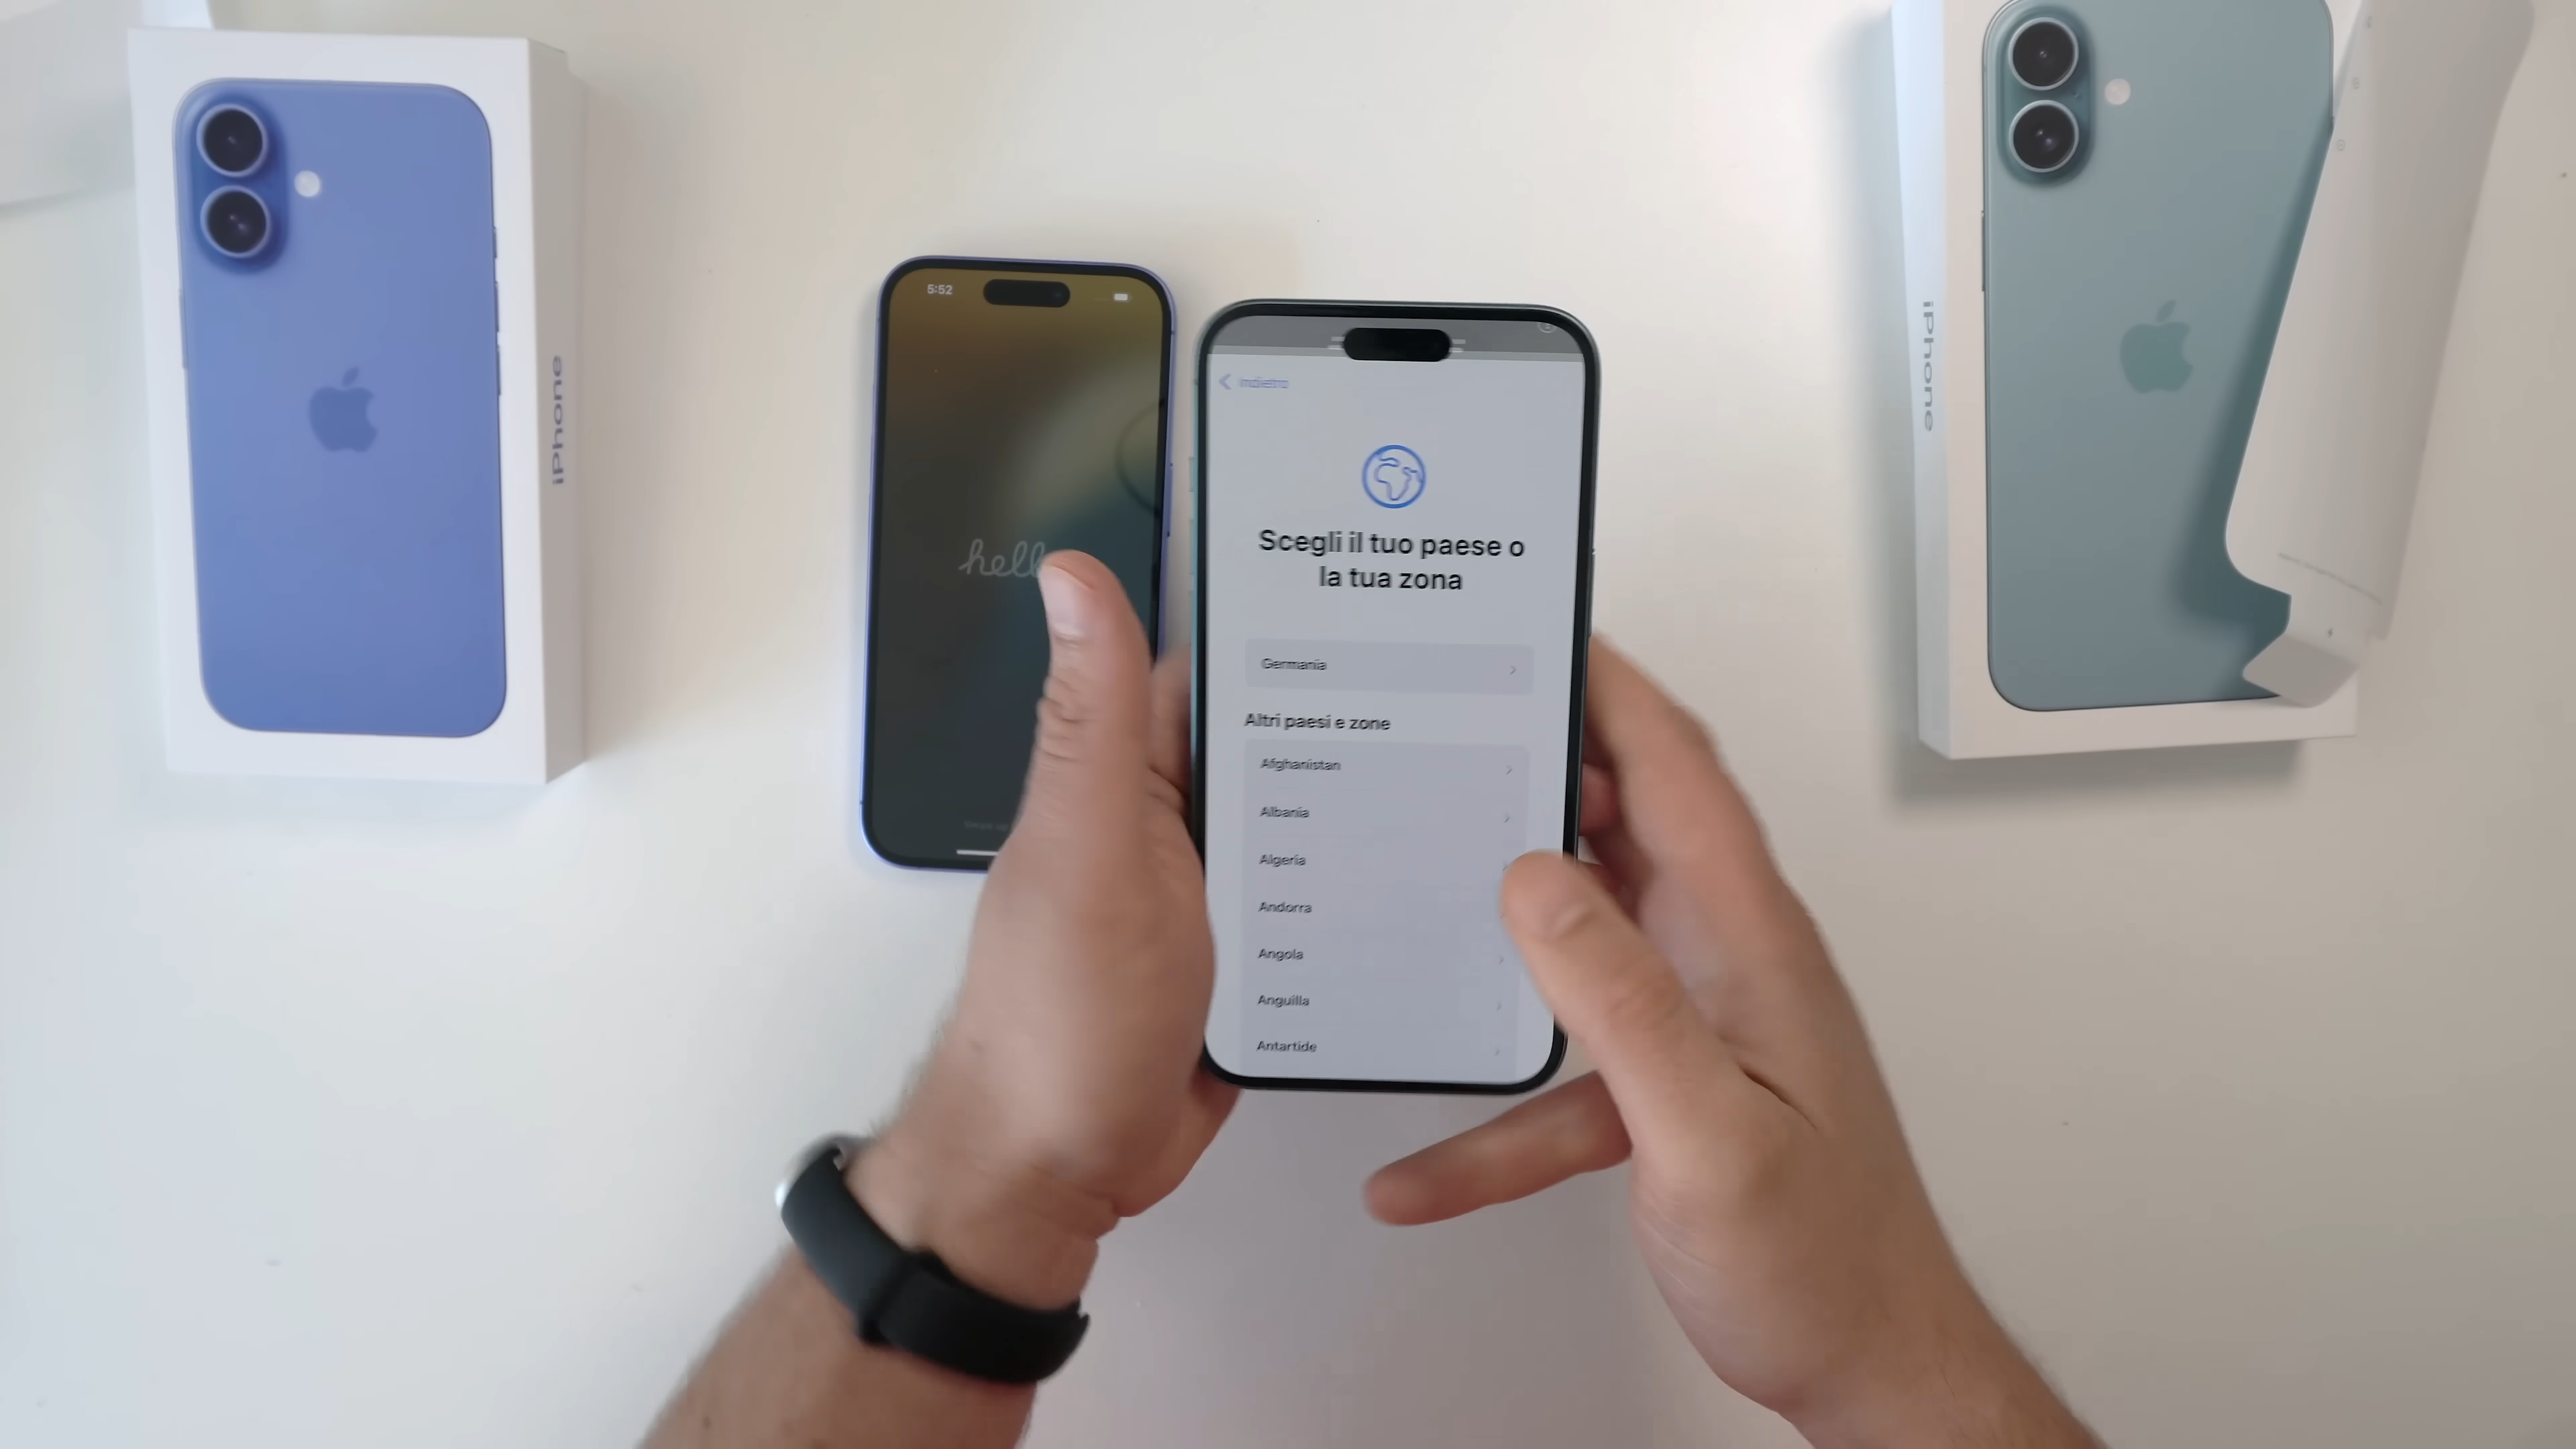 iPhone
5:52
hell
Indietro
Scegli il tuo paese o
la tua zona
Germania
Altri paesi e zone
Afghanistan
Albania
Algeria
Andorra
Angola
Anguilla
Antartide
iPhone